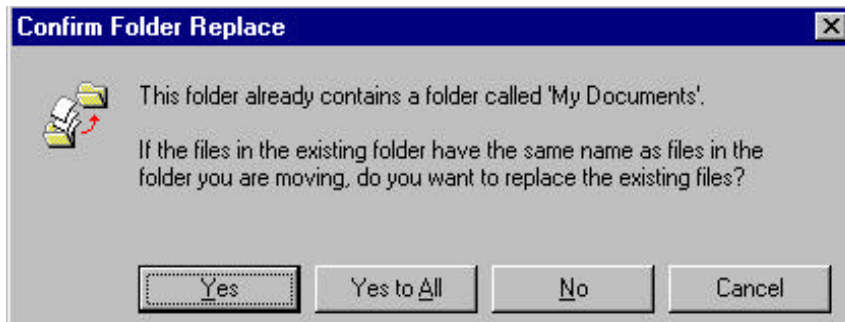 Confirm Folder Replace
This folder already contains a folder called 'My Documents'.
If the files in the existing folder have the same name as files in the
folder you are moving, do you want to replace the existing files?
Yes
Yes to All
No
Cancel